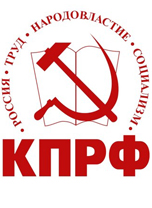 • РОССИЯ • ТРУД • НАРОДОВЛАСТИЕ • СОЦИАЛИЗМ •
КПРФ